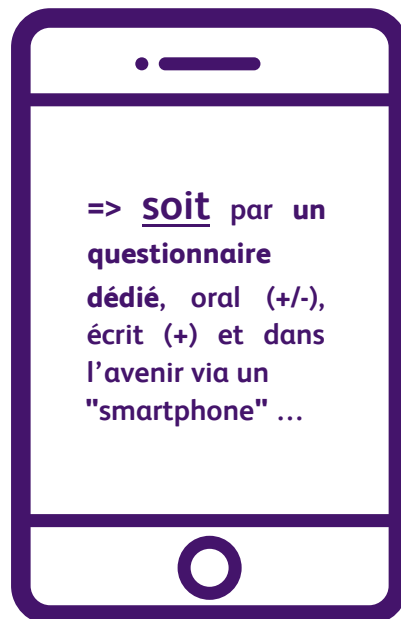 => soit par un
questionnaire
dédié, oral (+/-),
écrit (+) et dans
l’avenir via un
"smartphone" ...